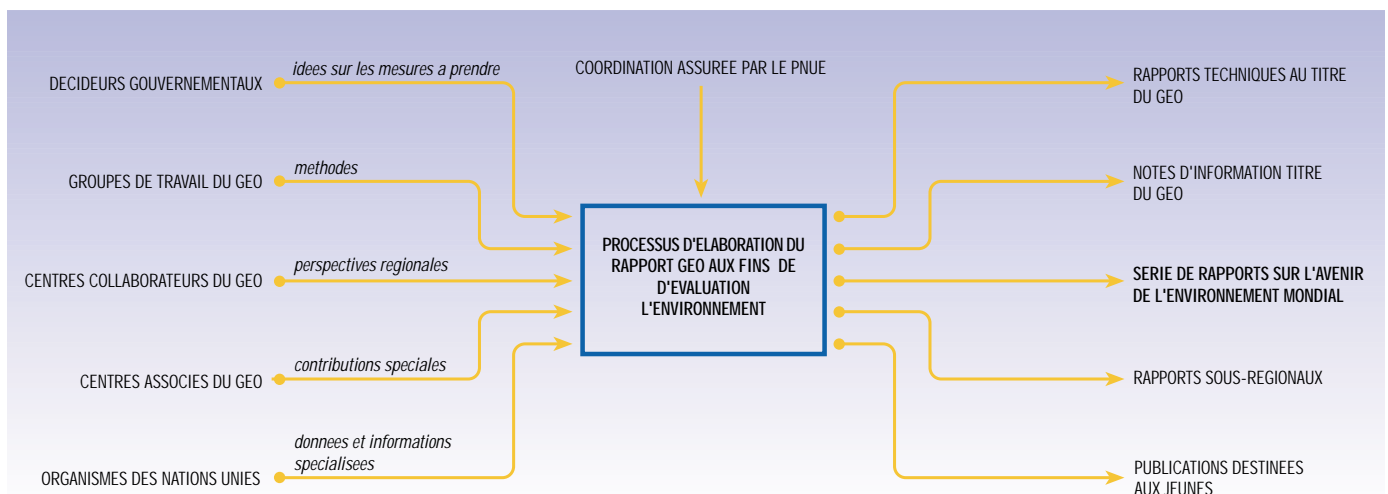 DECIDEURS GOUVERNEMENTAUX
idees sur les mesures a prendre
GROUPES DE TRAVAIL DU GEO
methodes
CENTRES COLLABORATEURS DU GEO
perspectives regionales
CENTRES ASSOCIES DU GEO
contributions speciales
ORGANISMES DES NATIONS UNIES
donnees et informations
specialisees
COORDINATION ASSUREE PAR LE PNUE
PROCESSUS D'ELABORATION DU
RAPPORT GEO AUX FINS DE
D'EVALUATION
L'ENVIRONNEMENT
RAPPORTS TECHNIQUES AU TITRE
DU GEO
NOTES D'INFORMATION TITRE
DU GEO
SERIE DE RAPPORTS SUR L'AVENIR
DE L'ENVIRONNEMENT MONDIAL
RAPPORTS SOUS-REGIONAUX
PUBLICATIONS DESTINEES
AUX JEUNES